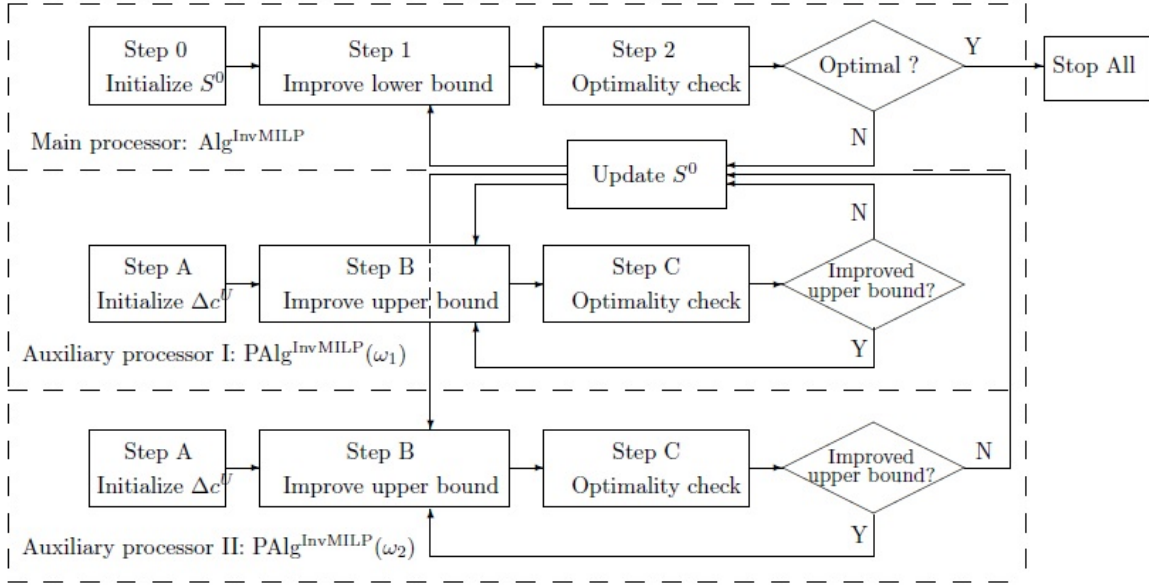 Step 0
Initialize S⁰
Step 1
Improve lower bound
Step 2
Optimality check
Optimal ?
Y
Stop All
N
Main processor: Alg^InvMILP
Update S⁰
N
Step A
Initialize Δc^U
Step B
Improve upper bound
Step C
Optimality check
Improved
upper bound?
Y
Auxiliary processor I: PAlg^InvMILP(ω₁)
Step A
Initialize Δc^U
Step B
Improve upper bound
Step C
Optimality check
Improved
upper bound?
N
Y
Auxiliary processor II: PAlg^InvMILP(ω₂)